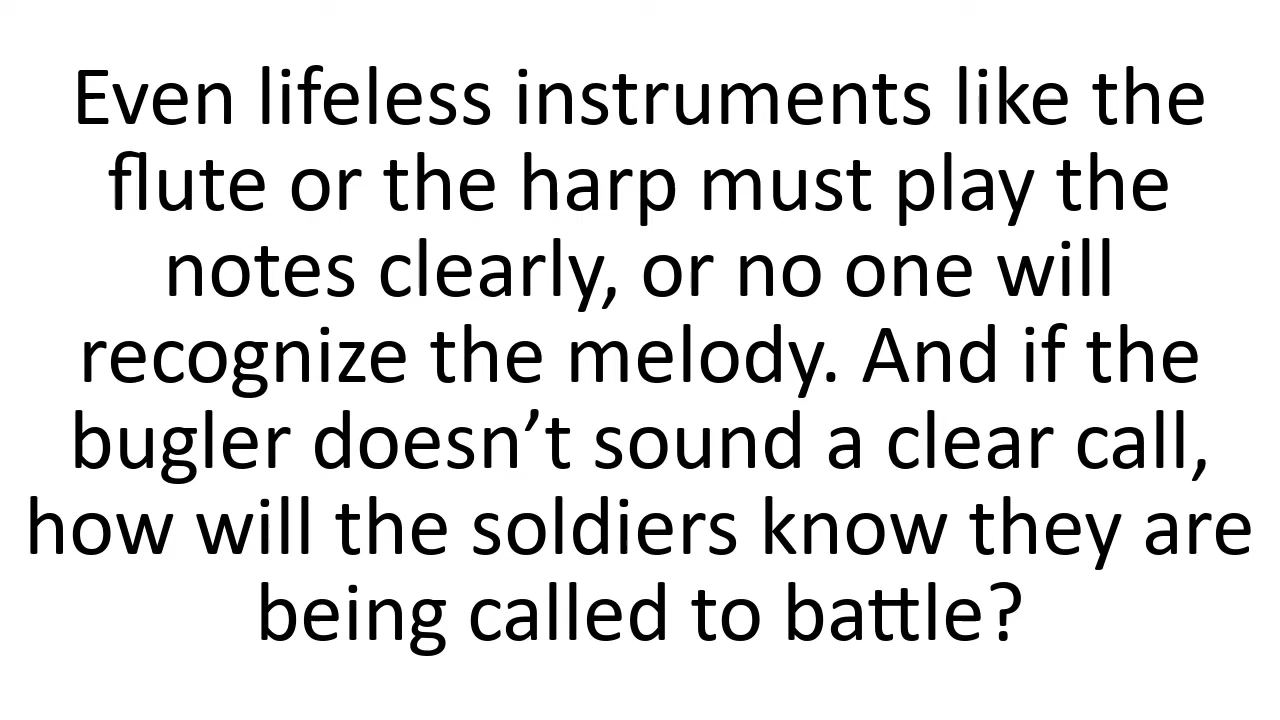 Even lifeless instruments like the
flute or the harp must play the
notes clearly, or no one will
recognize the melody. And if the
bugler doesn’t sound a clear call,
how will the soldiers know they are
being called to battle?